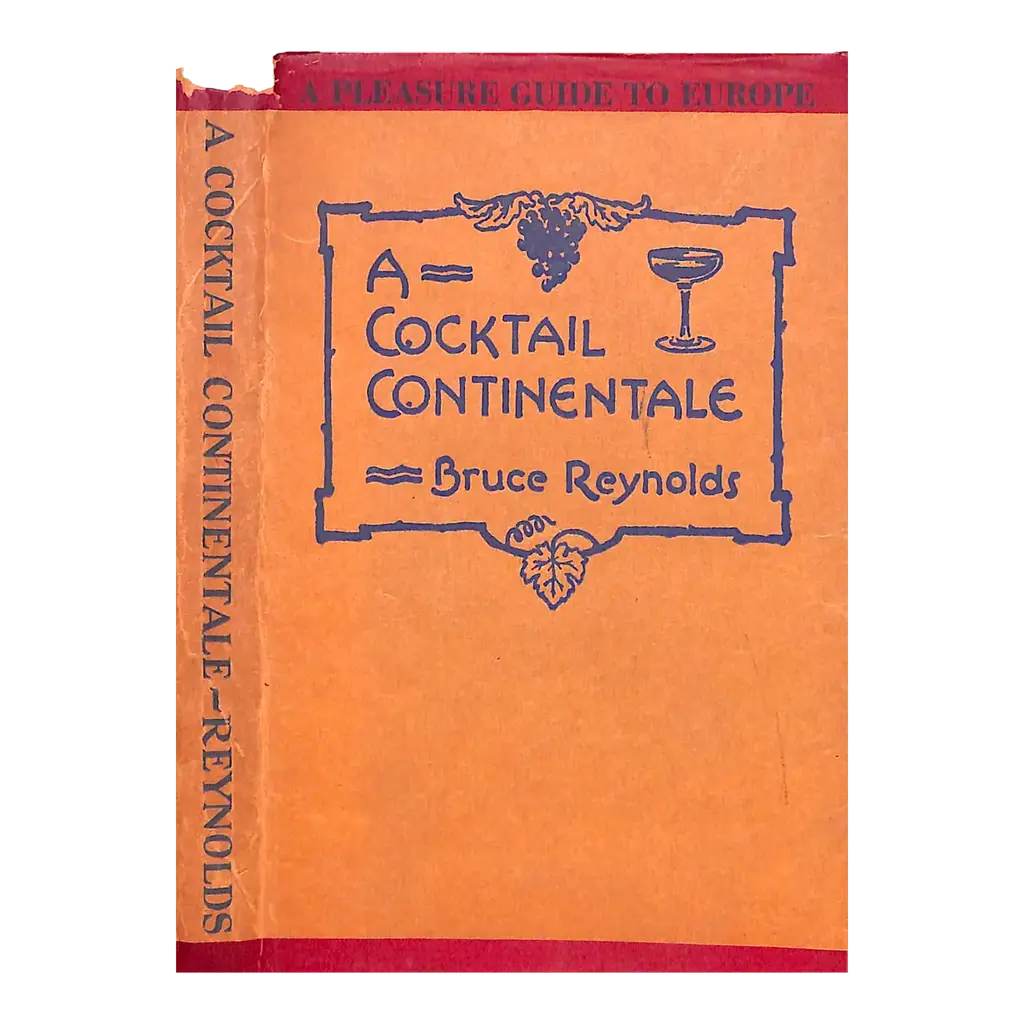 A PLEASURE GUIDE TO EUROPE
A COCKTAIL CONTINENTALE~REYNOLDS
A
COCKTAIL
CONTINENTALE
Bruce Reynolds